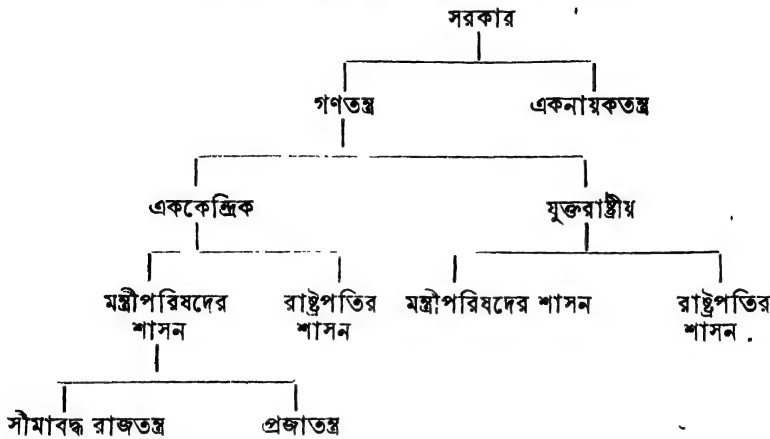 সরকার
গণতন্ত্র একনায়কতন্ত্র
এককেন্দ্রিক যুক্তরাষ্ট্রীয়
মন্ত্রীপরিষদের রাষ্ট্রপতির মন্ত্রীপরিষদের শাসন রাষ্ট্রপতির
শাসন শাসন শাসন .
সীমাবদ্ধ রাজতন্ত্র প্রজাতন্ত্র